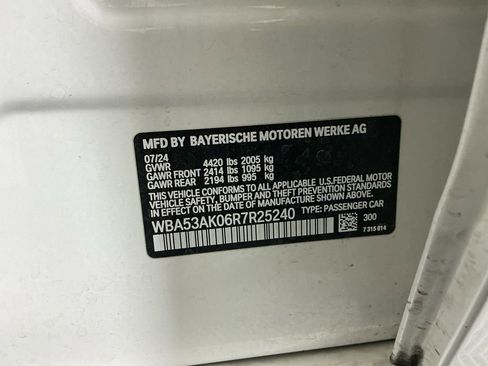 MFD BY BAYERISCHE MOTOREN WERKE AG
07/24
GVWR 4420 lbs 2005 kg
GAWR FRONT 2414 lbs 1095 kg
GAWR REAR 2194 lbs 995 kg
THIS VEHICLE CONFORMS TO ALL APPLICABLE U.S.FEDERAL MOTOR
VEHICLE SAFETY, BUMPER, AND THEFT PREVENTION STANDARDS
IN EFFECT ON THE DATE OF MANUFACTURE SHOWN ABOVE.
WBA53AK06R7R25240 TYPE: PASSENGER CAR
300
7 315 814